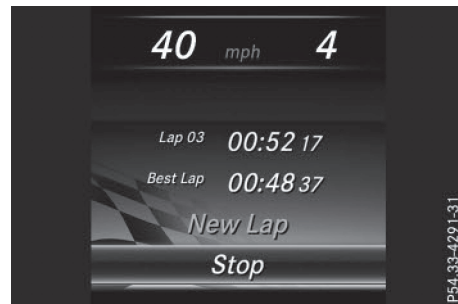 40 mph 4
Lap 03 00:52 17
Best Lap 00:48 37
New Lap
Stop
P54.33-4291-31